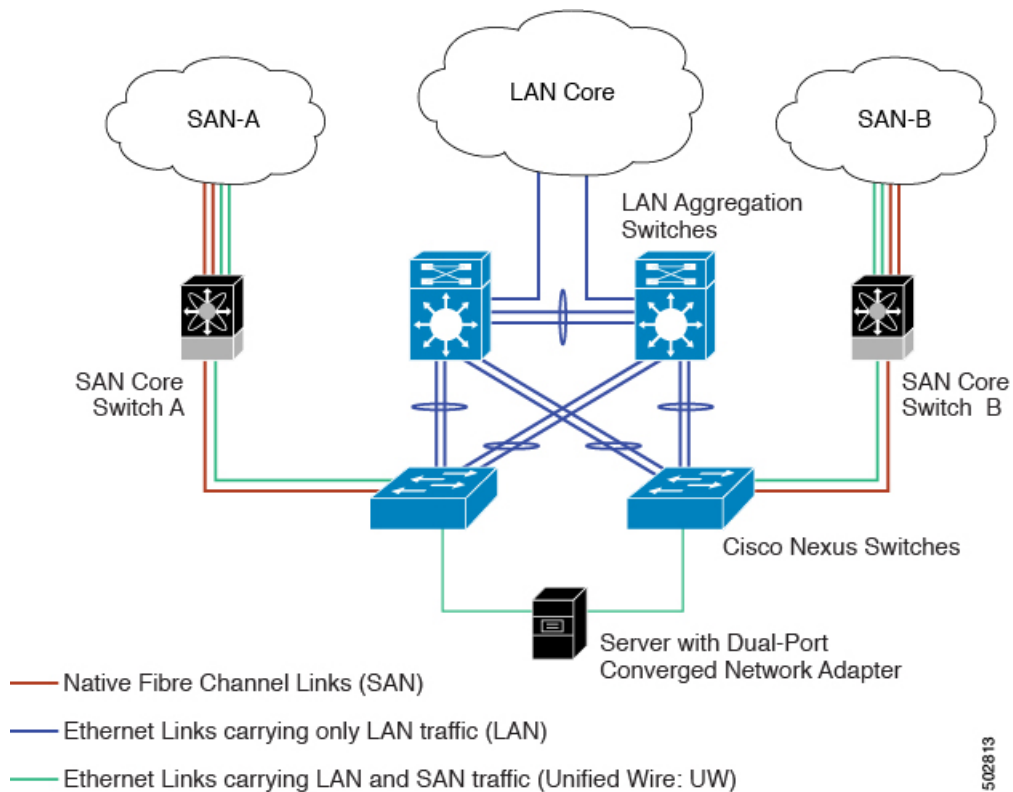 SAN-A
LAN Core
SAN-B
LAN Aggregation
Switches
SAN Core
Switch A
SAN Core
Switch B
Cisco Nexus Switches
Server with Dual-Port
Converged Network Adapter
Native Fibre Channel Links (SAN)
Ethernet Links carrying only LAN traffic (LAN)
Ethernet Links carrying LAN and SAN traffic (Unified Wire: UW)
502813